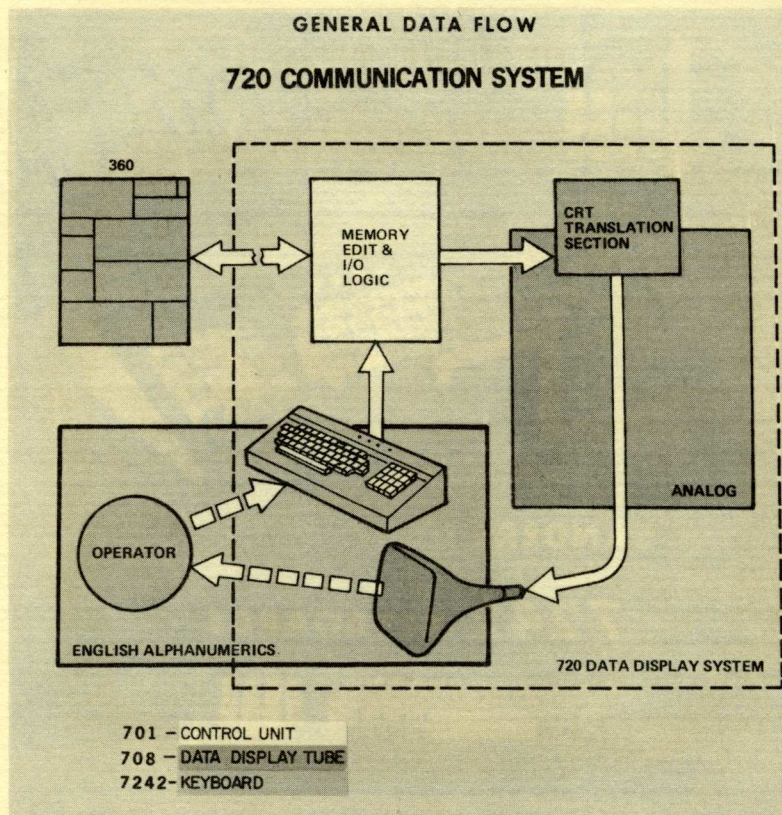 GENERAL DATA FLOW
720 COMMUNICATION SYSTEM
360
MEMORY
EDIT &
I/O
LOGIC
CRT
TRANSLATION
SECTION
ANALOG
OPERATOR
ENGLISH ALPHANUMERICS
720 DATA DISPLAY SYSTEM
701 – CONTROL UNIT
708 – DATA DISPLAY TUBE
7242- KEYBOARD